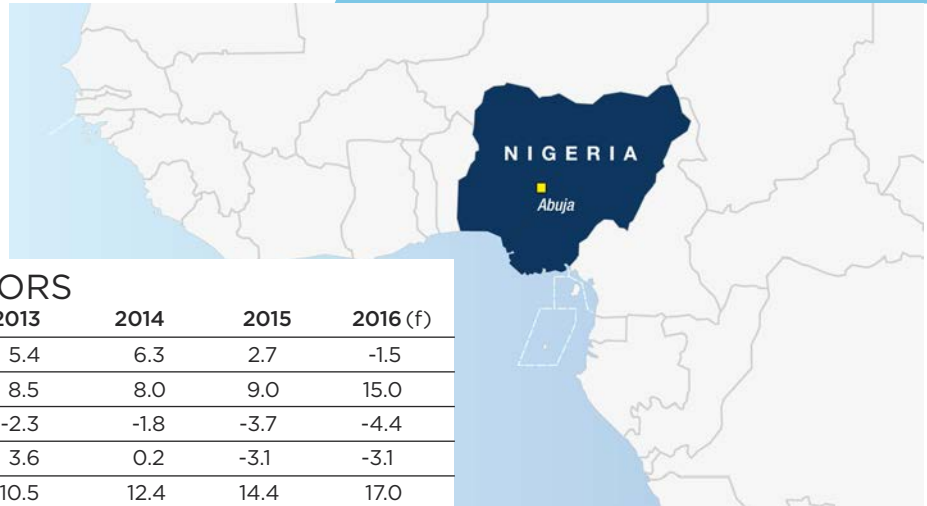 NIGERIA
Abuja
ORS
2013 2014 2015 2016 (f)
5.4 6.3 2.7 -1.5
8.5 8.0 9.0 15.0
-2.3 -1.8 -3.7 -4.4
3.6 0.2 -3.1 -3.1
10.5 12.4 14.4 17.0